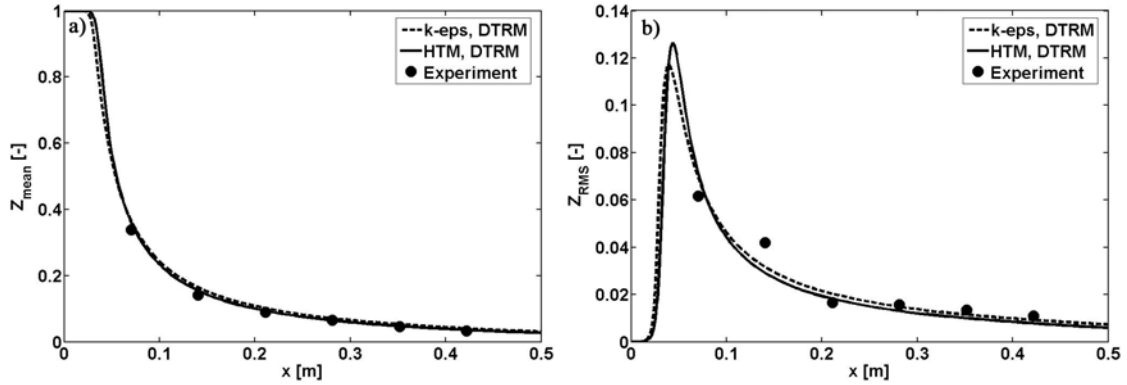 a)
k-eps, DTRM
HTM, DTRM
Experiment
1
0.8
0.6
0.4
0.2
0
Z_mean [-]
0
0.1
0.2
0.3
0.4
0.5
x [m]
b)
k-eps, DTRM
HTM, DTRM
Experiment
0.14
0.12
0.10
0.08
0.06
0.04
0.02
0
Z_RMS [-]
0
0.1
0.2
0.3
0.4
0.5
x [m]